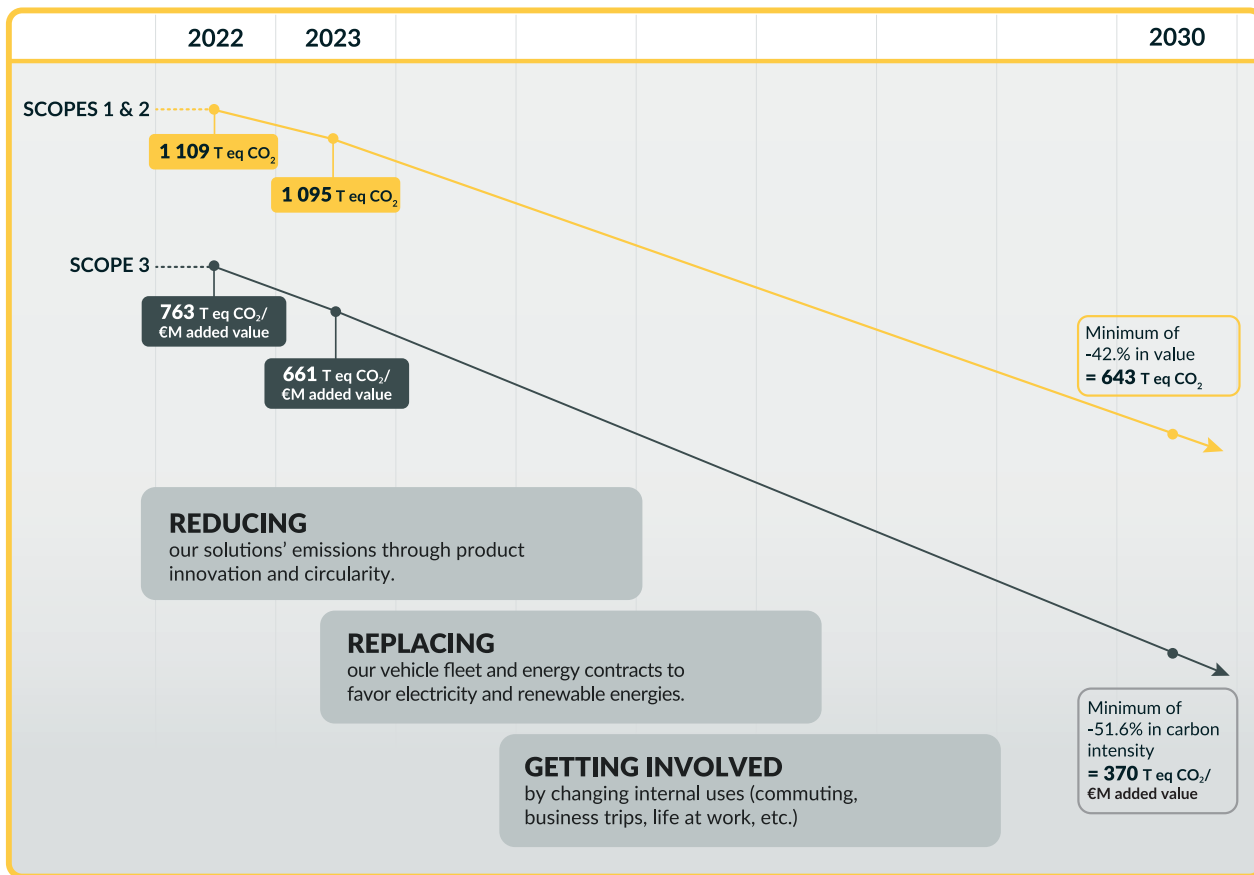 2022 2023 2030
SCOPES 1 & 2
1 109 T eq CO₂
1 095 T eq CO₂
SCOPE 3
763 T eq CO₂/
€M added value
661 T eq CO₂/
€M added value
Minimum of
-42.% in value
= 643 T eq CO₂
REDUCING
our solutions’ emissions through product
innovation and circularity.
REPLACING
our vehicle fleet and energy contracts to
favor electricity and renewable energies.
GETTING INVOLVED
by changing internal uses (commuting,
business trips, life at work, etc.)
Minimum of
-51.6% in carbon
intensity
= 370 T eq CO₂/
€M added value